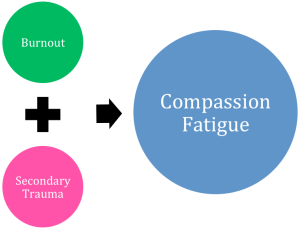 Burnout
Compassion
Fatigue
Secondary
Trauma